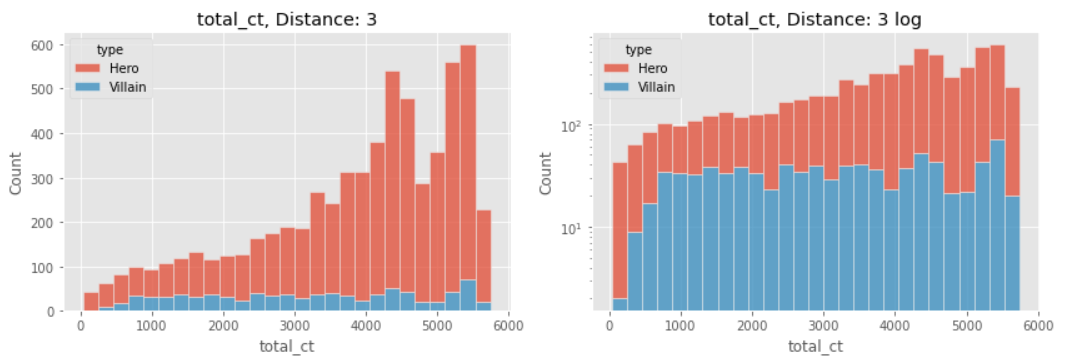 total_ct, Distance: 3
type
Hero
Villain
600
500
400
300
200
100
0
Count
0 1000 2000 3000 4000 5000 6000
total_ct
total_ct, Distance: 3 log
type
Hero
Villain
10²
10¹
Count
0 1000 2000 3000 4000 5000 6000
total_ct